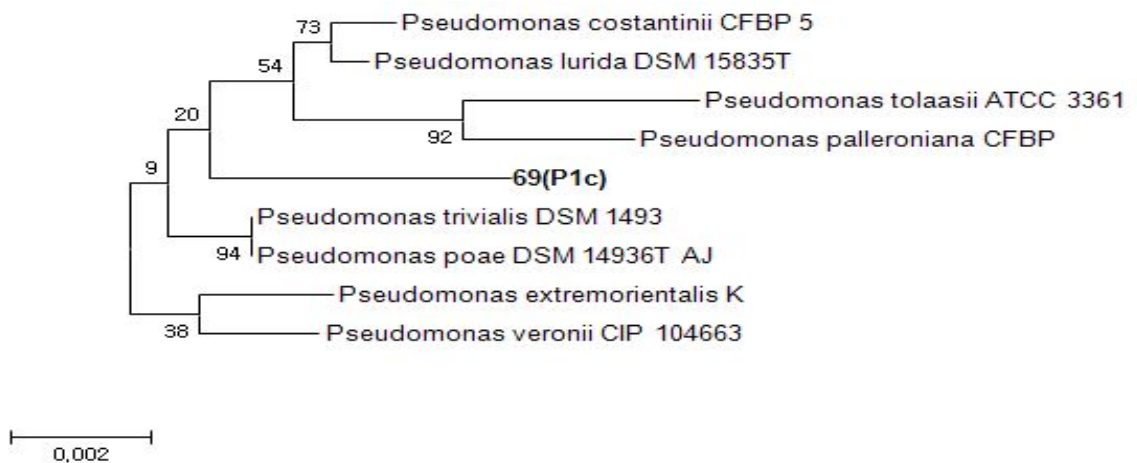 73
Pseudomonas costantinii CFBP 5
Pseudomonas lurida DSM 15835T
54
Pseudomonas tolaasii ATCC 3361
20
92
Pseudomonas palleroniana CFBP
9
69(P1c)
Pseudomonas trivialis DSM 1493
94
Pseudomonas poae DSM 14936T AJ
Pseudomonas extremorientalis K
38
Pseudomonas veronii CIP 104663
0,002